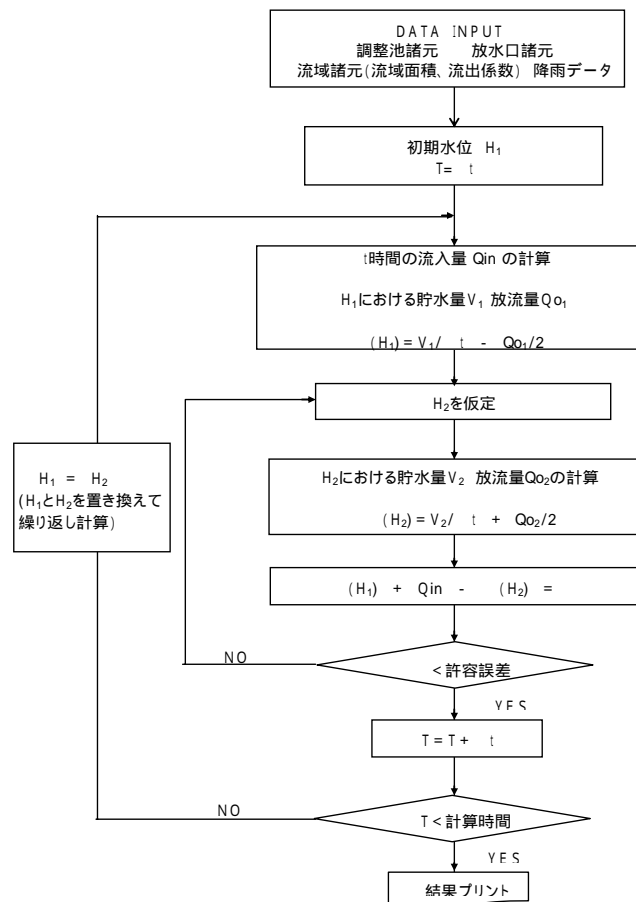 DATA INPUT
調整池諸元 放水口諸元
流域諸元(流域面積、流出係数) 降雨データ
初期水位 H₁
T= t
t時間の流入量 Qin の計算
H₁における貯水量V₁ 放流量Qo₁
(H₁) = V₁/ t - Qo₁/2
H₂を仮定
H₂における貯水量V₂ 放流量Qo₂の計算
(H₂) = V₂/ t + Qo₂/2
(H₁) + Qin - (H₂) =
H₁ = H₂
(H₁とH₂を置き換えて
繰り返し計算)
NO
<許容誤差
YES
T=T+ t
NO
T<計算時間
YES
結果プリント